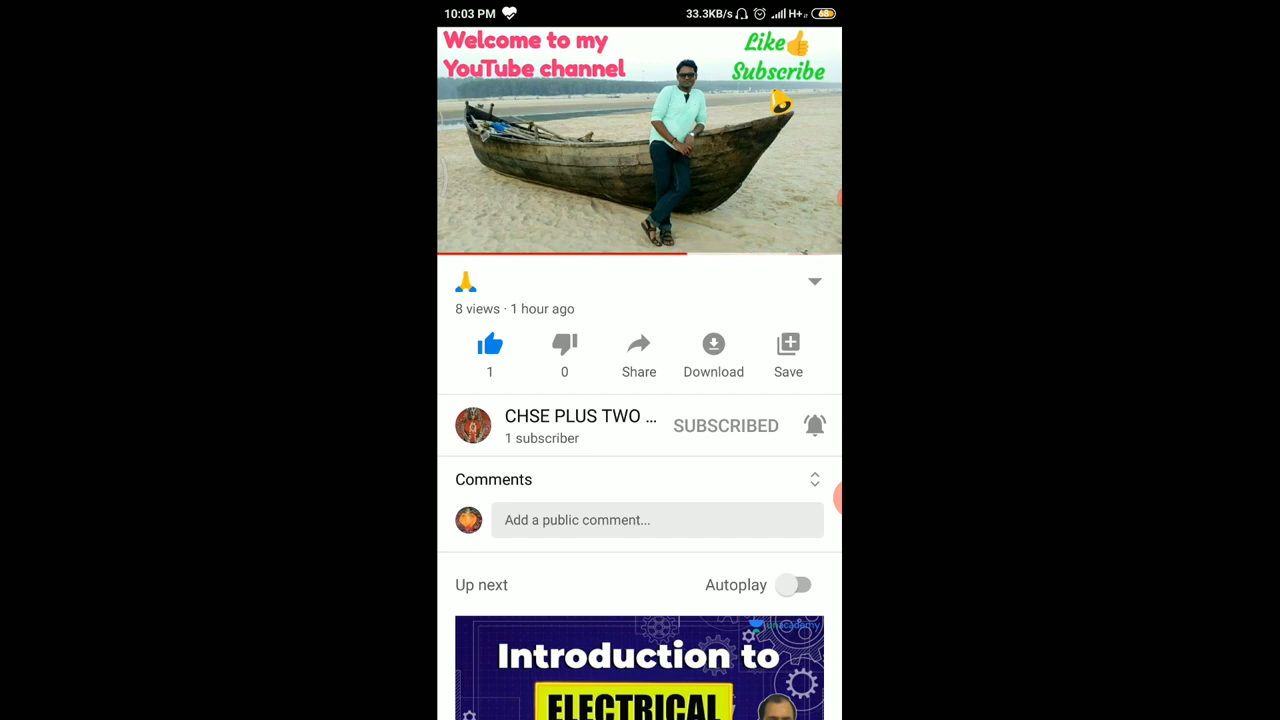 10:03 PM 33.3KB/s H+ 68
Welcome to my
YouTube channel
Like👍
Subscribe
🙏
8 views · 1 hour ago
1 0 Share Download Save
CHSE PLUS TWO ... SUBSCRIBED
1 subscriber
Comments
Add a public comment...
Up next Autoplay
unacademy
Introduction to
ELECTRICAL